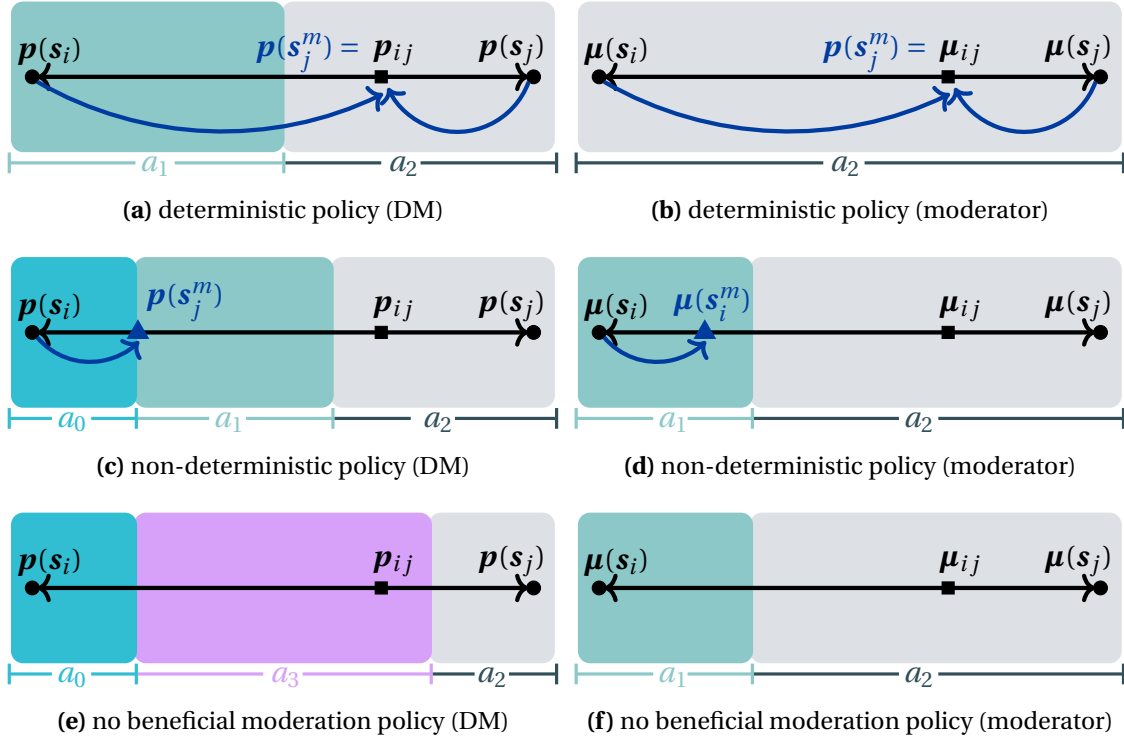 p(s_i) p(s_j^m) = p_ij p(s_j) μ(s_i) p(s_j^m) = μ_ij μ(s_j)
a_1 a_2 a_2
(a) deterministic policy (DM) (b) deterministic policy (moderator)
p(s_i) p(s_j^m) p_ij p(s_j) μ(s_i) μ(s_i^m) μ_ij μ(s_j)
a_0 a_1 a_2 a_1 a_2
(c) non-deterministic policy (DM) (d) non-deterministic policy (moderator)
p(s_i) p_ij p(s_j) μ(s_i) μ_ij μ(s_j)
a_0 a_3 a_2 a_1 a_2
(e) no beneficial moderation policy (DM) (f) no beneficial moderation policy (moderator)